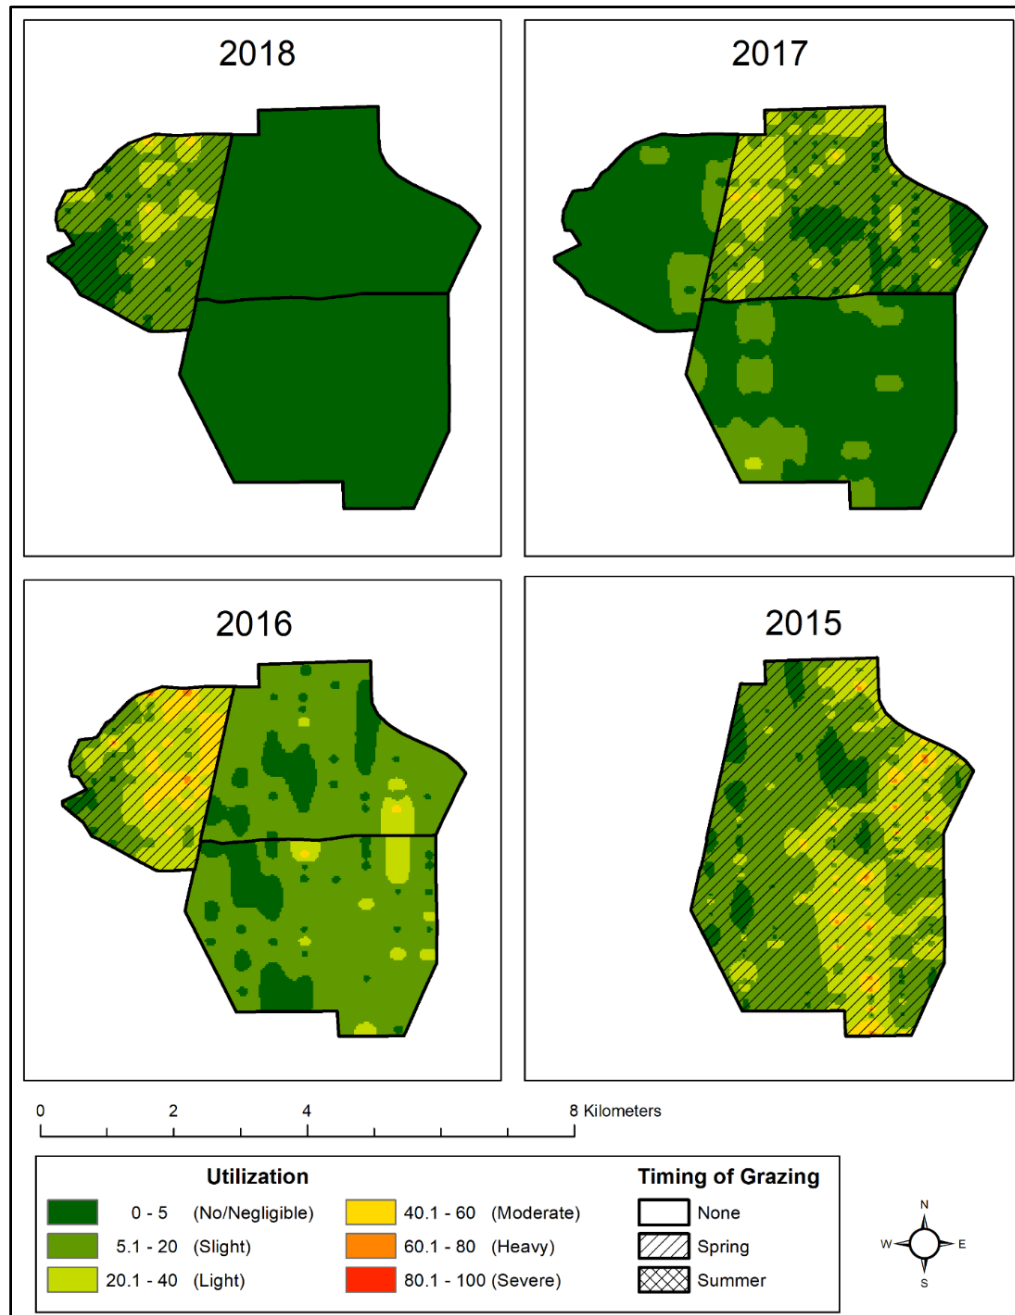 2018
2017
2016
2015
0 2 4 8 Kilometers
Utilization
0 - 5 (No/Negligible)
5.1 - 20 (Slight)
20.1 - 40 (Light)
40.1 - 60 (Moderate)
60.1 - 80 (Heavy)
80.1 - 100 (Severe)
Timing of Grazing
None
Spring
Summer
N
W E
S